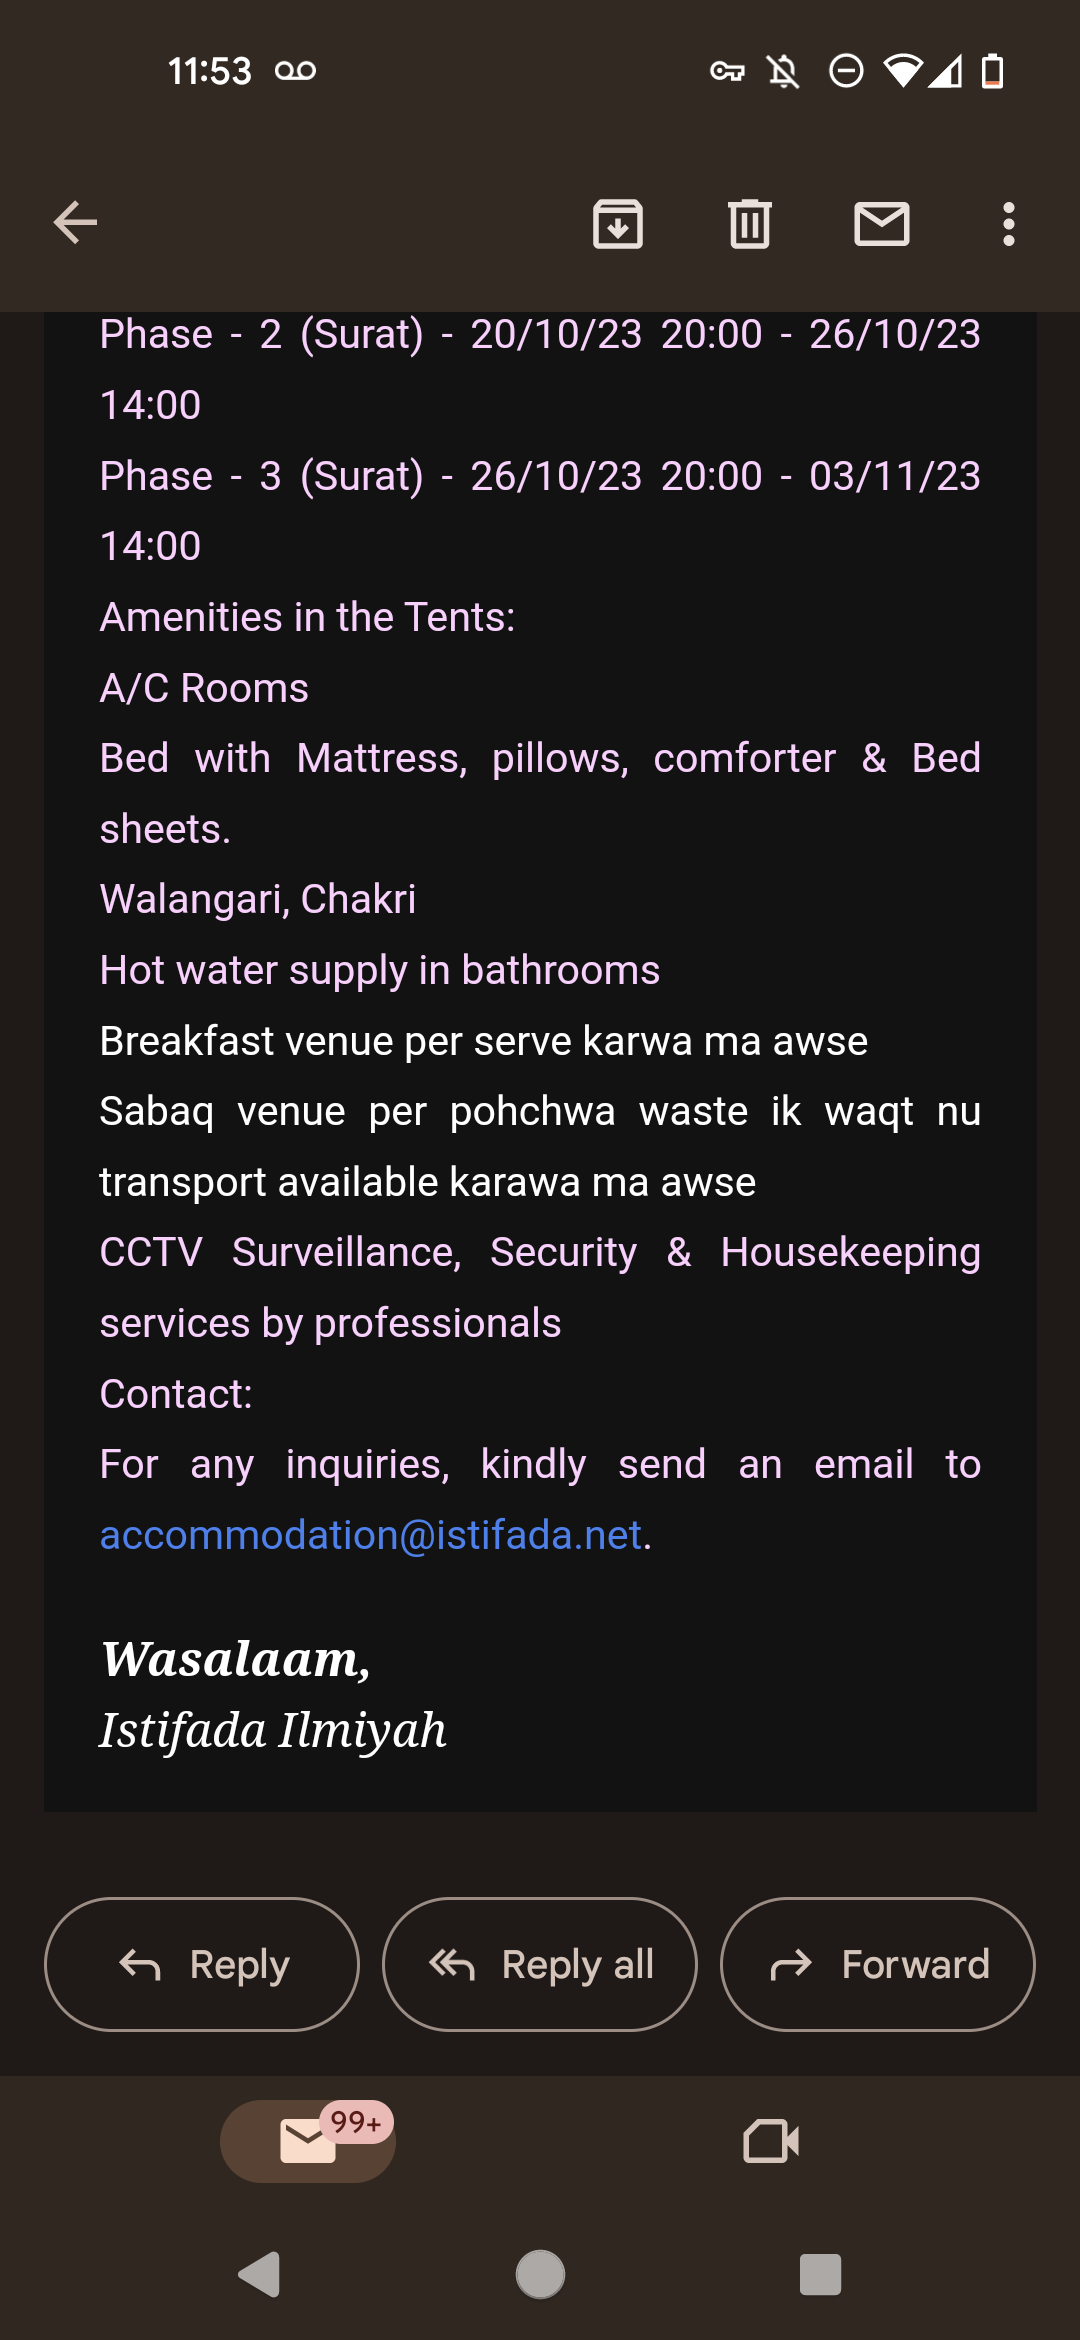 11:53
Phase - 2 (Surat) - 20/10/23 20:00 - 26/10/23
14:00
Phase - 3 (Surat) - 26/10/23 20:00 - 03/11/23
14:00
Amenities in the Tents:
A/C Rooms
Bed with Mattress, pillows, comforter & Bed
sheets.
Walangari, Chakri
Hot water supply in bathrooms
Breakfast venue per serve karwa ma awse
Sabaq venue per pohchwa waste ik waqt nu
transport available karawa ma awse
CCTV Surveillance, Security & Housekeeping
services by professionals
Contact:
For any inquiries, kindly send an email to
accommodation@istifada.net.
Wasalaam,
Istifada Ilmiyah
Reply Reply all Forward
99+